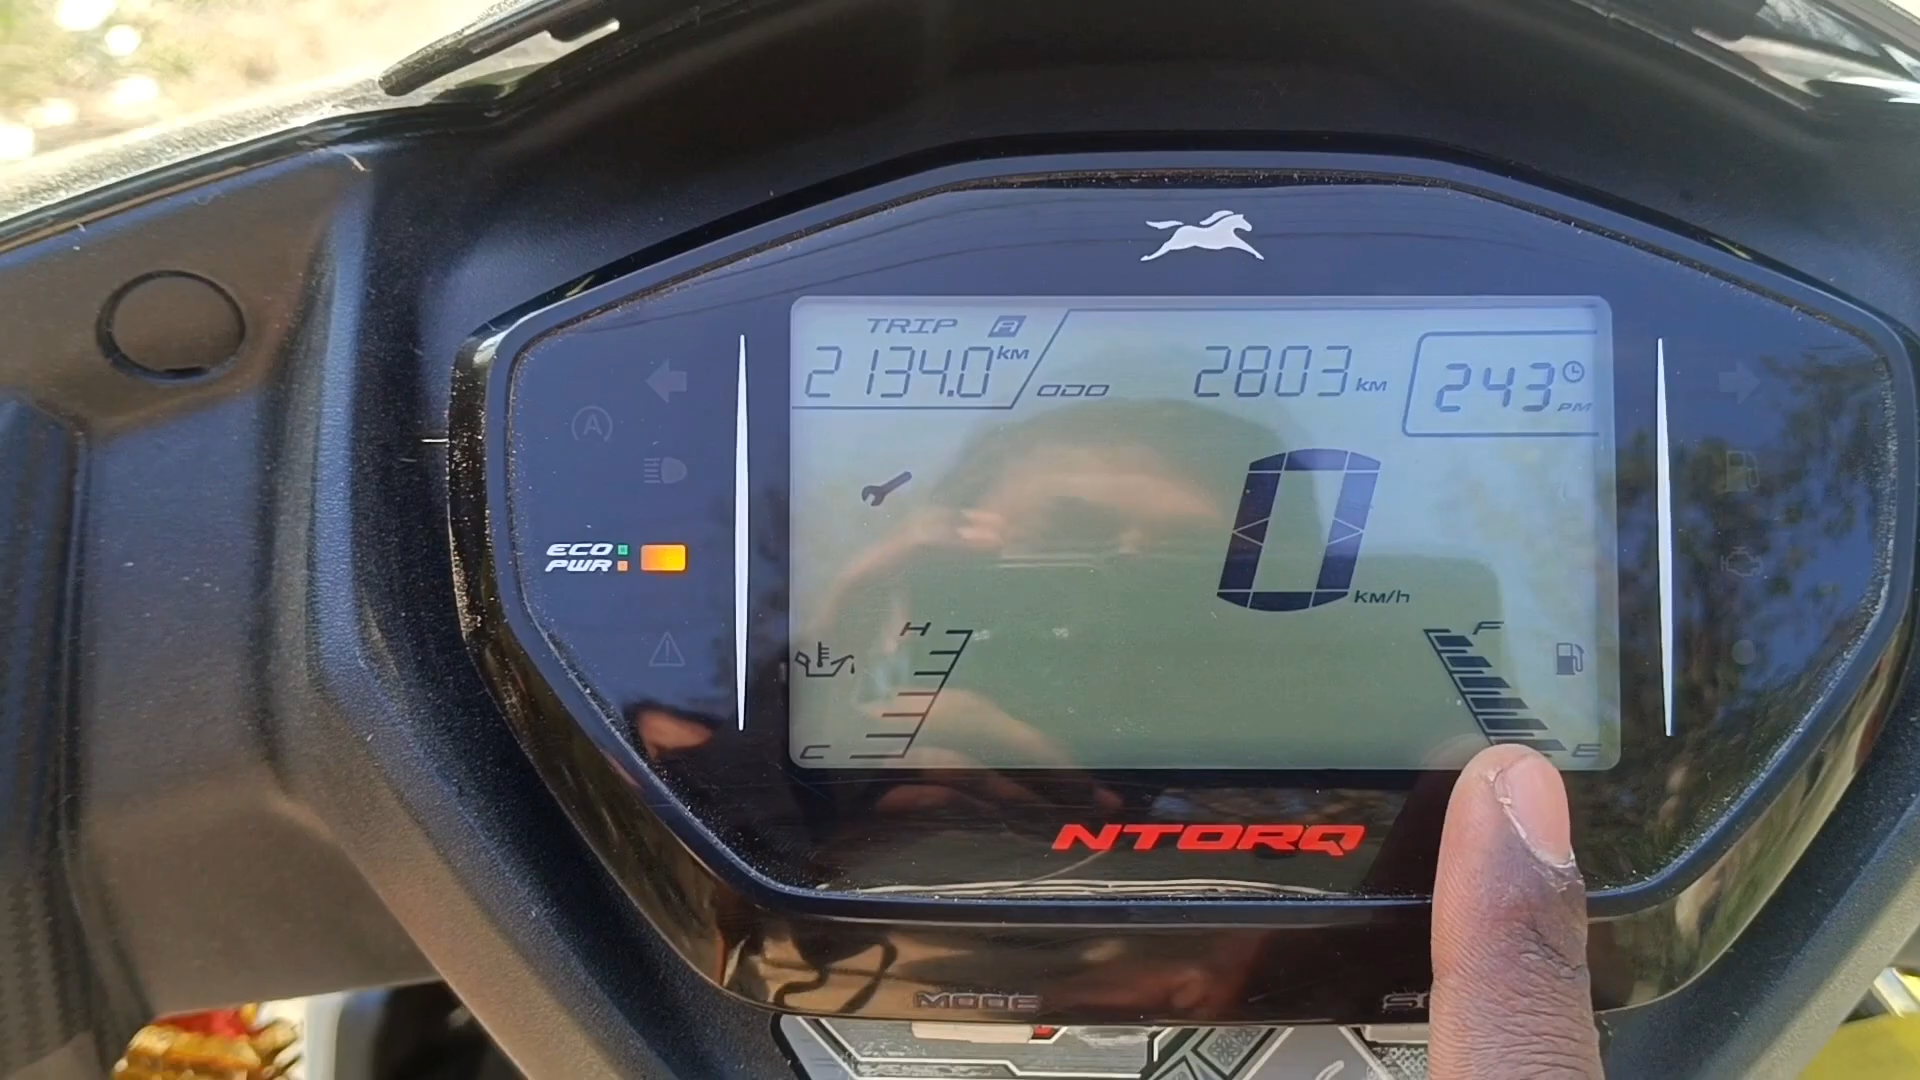 TRIP A
2134.0 KM
ODO 2803 KM
243 PM
ECO
PWR
0 KM/H
H
C
F
E
NTORQ
MODE